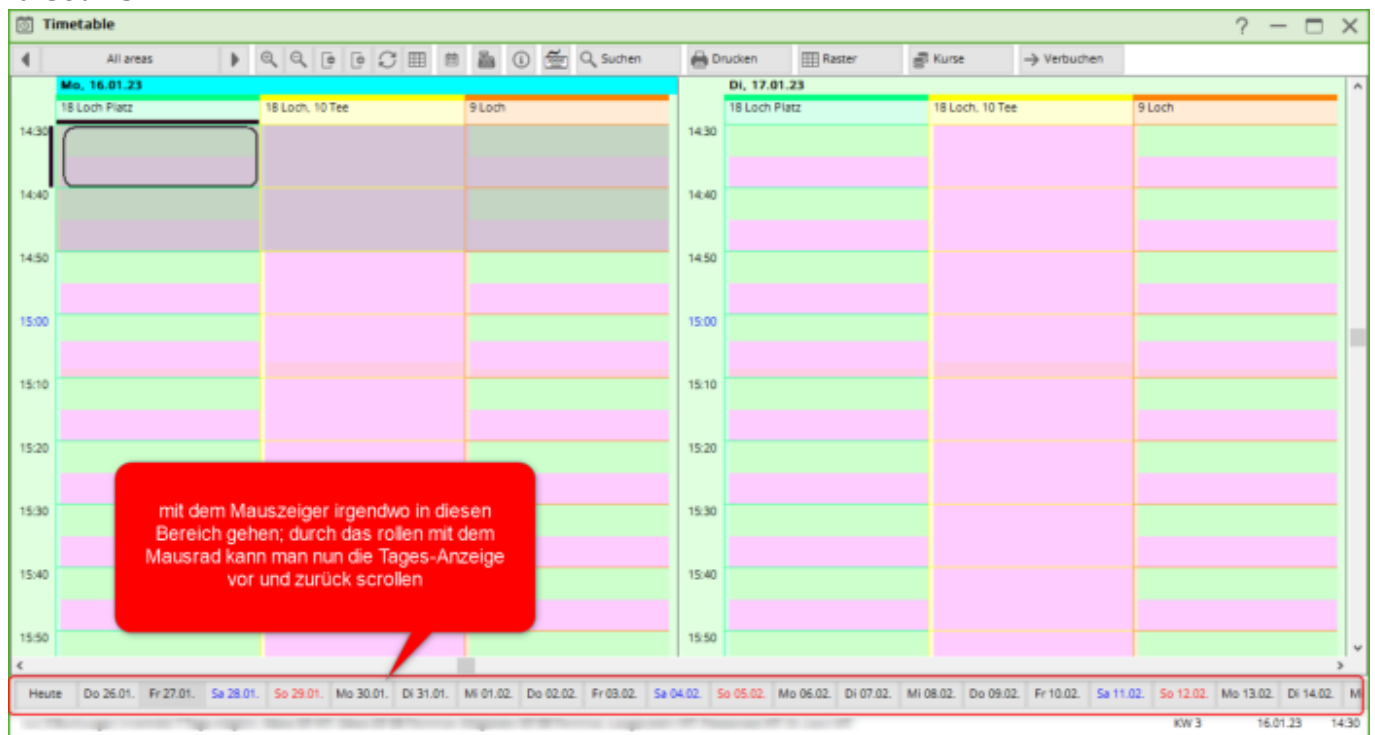 Timetable
All areas Suchen Drucken Raster Kurse Verbuchen
Mo, 16.01.23 Di, 17.01.23
18 Loch Platz 18 Loch, 10 Tee 9 Loch 18 Loch Platz 18 Loch, 10 Tee 9 Loch
14:30 14:30
14:40 14:40
14:50 14:50
15:00 15:00
15:10 15:10
15:20 15:20
15:30 15:30
15:40 15:40
15:50 15:50
mit dem Mauszeiger irgendwo in diesen
Bereich gehen; durch das rollen mit dem
Mausrad kann man nun die Tages-Anzeige
vor und zurück scrollen
Heute Do 26.01. Fr 27.01. Sa 28.01. So 29.01. Mo 30.01. Di 31.01. Mi 01.02. Do 02.02. Fr 03.02. Sa 04.02. So 05.02. Mo 06.02. Di 07.02. Mi 08.02. Do 09.02. Fr 10.02. Sa 11.02. So 12.02. Mo 13.02. Di 14.02. M
KW 3 16.01.23 14:30